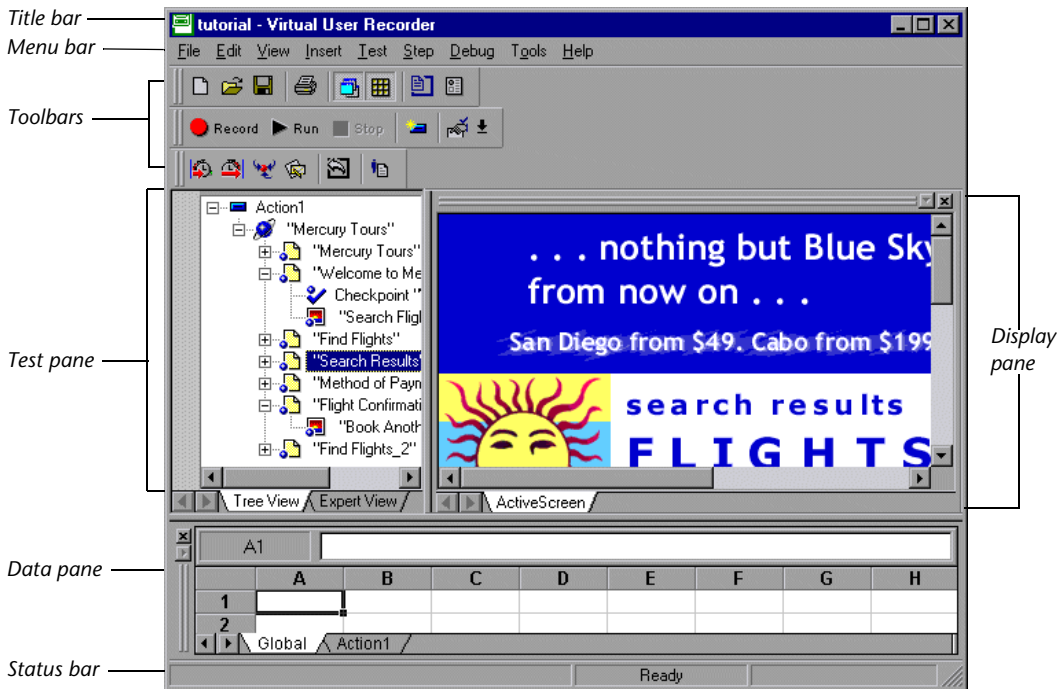 Title bar
tutorial - Virtual User Recorder
Menu bar
File Edit View Insert Test Step Debug Tools Help
Toolbars
Record Run Stop
Test pane
Action1
"Mercury Tours"
"Mercury Tours"
"Welcome to Me
Checkpoint "
"Search Fligl
"Find Flights"
"Search Results"
"Method of Payn
"Flight Confirmati
"Book Anoth
"Find Flights_2"
Tree View Expert View
. . . nothing but Blue Sky
from now on . . .
San Diego from $49. Cabo from $199
search results
FLIGHTS
ActiveScreen
Display
pane
Data pane
A1
A B C D E F G H
1
2
Global Action1
Status bar
Ready